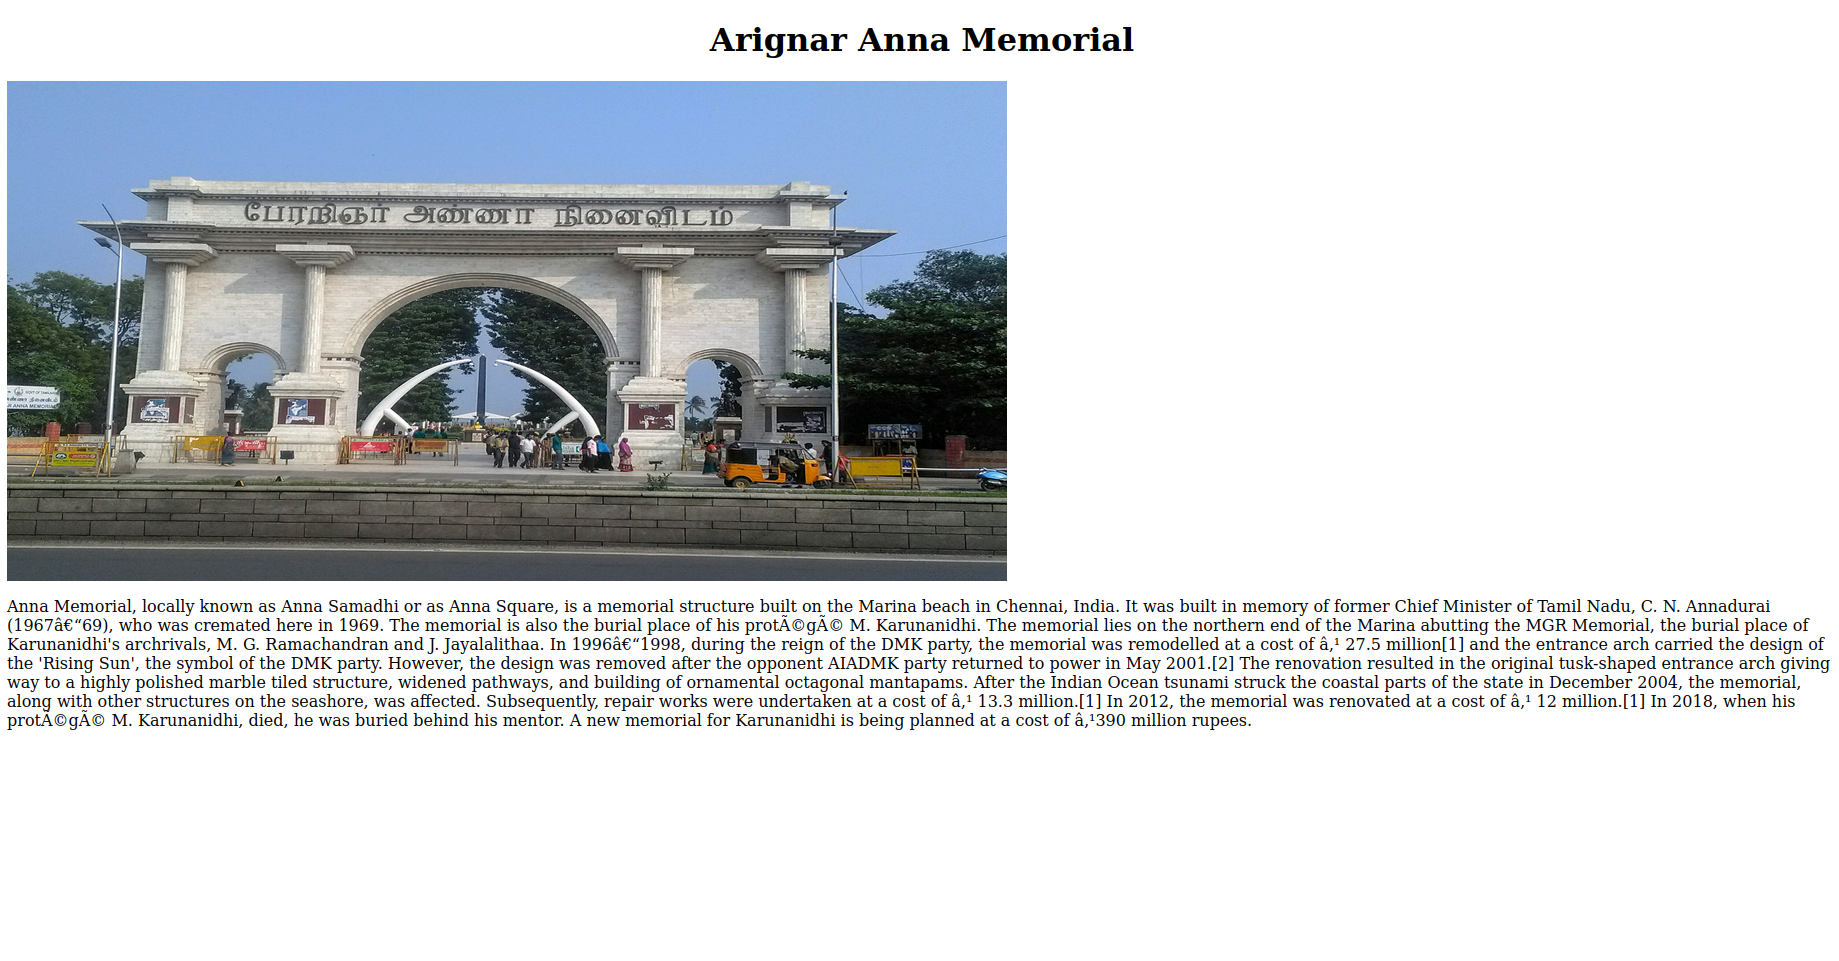 Arignar Anna Memorial
போறிஞர் அண்ணா நினைவிடம்
Anna Memorial, locally known as Anna Samadhi or as Anna Square, is a memorial structure built on the Marina beach in Chennai, India. It was built in memory of former Chief Minister of Tamil Nadu, C. N. Annadurai
(1967â€“69), who was cremated here in 1969. The memorial is also the burial place of his protÃ©gÃ© M. Karunanidhi. The memorial lies on the northern end of the Marina abutting the MGR Memorial, the burial place of
Karunanidhi's archrivals, M. G. Ramachandran and J. Jayalalithaa. In 1996â€“1998, during the reign of the DMK party, the memorial was remodelled at a cost of â‚¹ 27.5 million[1] and the entrance arch carried the design of
the 'Rising Sun', the symbol of the DMK party. However, the design was removed after the opponent AIADMK party returned to power in May 2001.[2] The renovation resulted in the original tusk-shaped entrance arch giving
way to a highly polished marble tiled structure, widened pathways, and building of ornamental octagonal mantapams. After the Indian Ocean tsunami struck the coastal parts of the state in December 2004, the memorial,
along with other structures on the seashore, was affected. Subsequently, repair works were undertaken at a cost of â‚¹ 13.3 million.[1] In 2012, the memorial was renovated at a cost of â‚¹ 12 million.[1] In 2018, when his
protÃ©gÃ© M. Karunanidhi, died, he was buried behind his mentor. A new memorial for Karunanidhi is being planned at a cost of â‚¹390 million rupees.